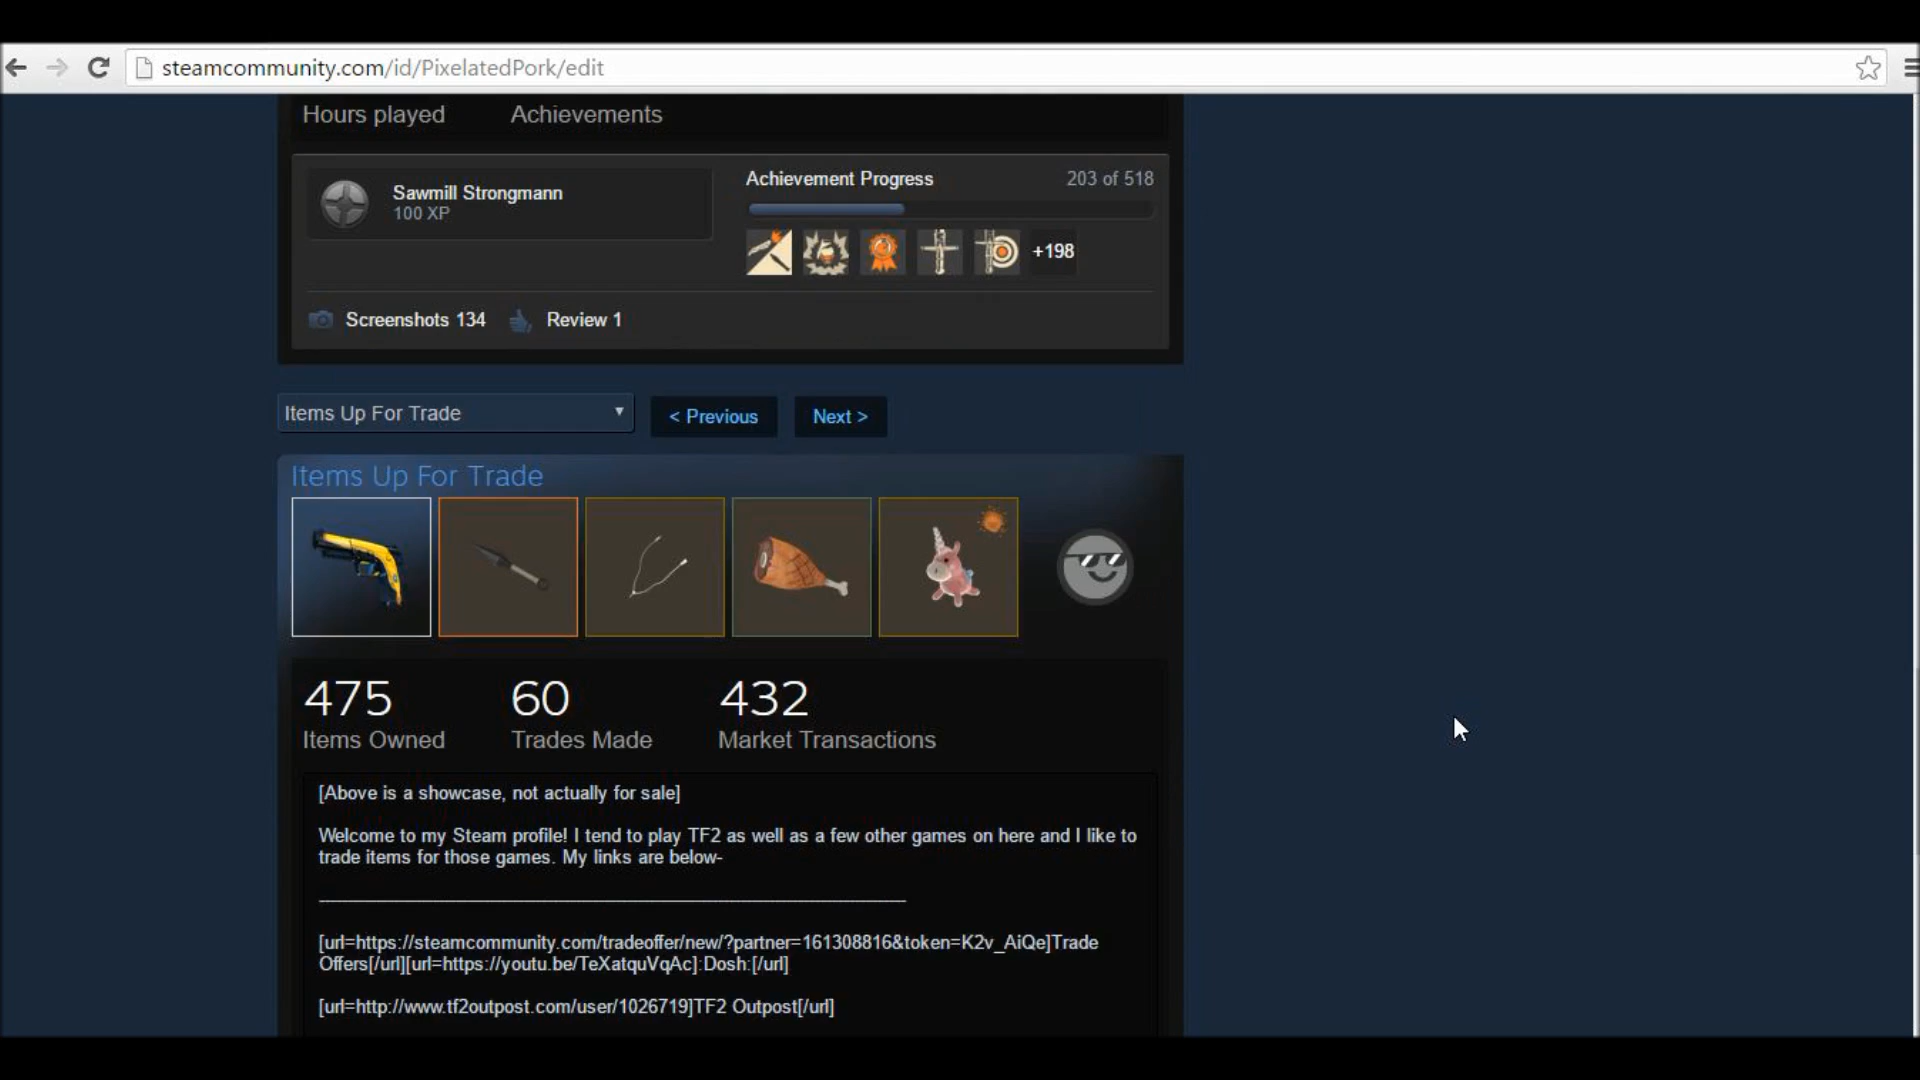 steamcommunity.com/id/PixelatedPork/edit
Hours played Achievements
Sawmill Strongmann
100 XP
Achievement Progress 203 of 518
+198
Screenshots 134 Review 1
Items Up For Trade < Previous Next >
Items Up For Trade
475 60 432
Items Owned Trades Made Market Transactions
[Above is a showcase, not actually for sale]
Welcome to my Steam profile! I tend to play TF2 as well as a few other games on here and I like to
trade items for those games. My links are below-
[url=https://steamcommunity.com/tradeoffer/new/?partner=161308816&token=K2v_AiQe]Trade
Offers[/url][url=https://youtu.be/TeXatquVqAc]:Dosh:[/url]
[url=http://www.tf2outpost.com/user/1026719]TF2 Outpost[/url]